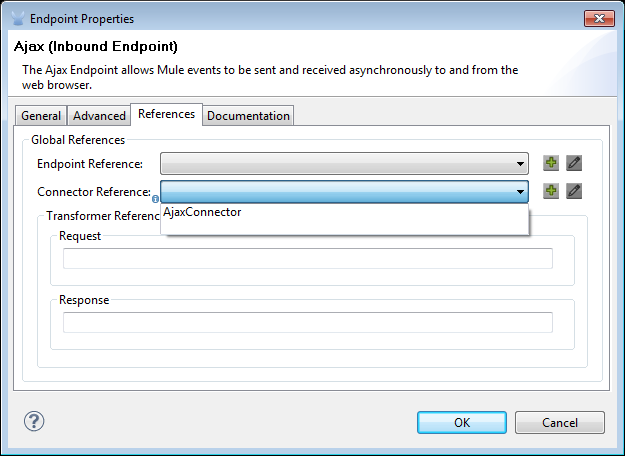 Endpoint Properties
Ajax (Inbound Endpoint)
The Ajax Endpoint allows Mule events to be sent and received asynchronously to and from the
web browser.
General Advanced References Documentation
Global References
Endpoint Reference:
Connector Reference:
AjaxConnector
Transformer Referenc
Request
Response
?
OK Cancel